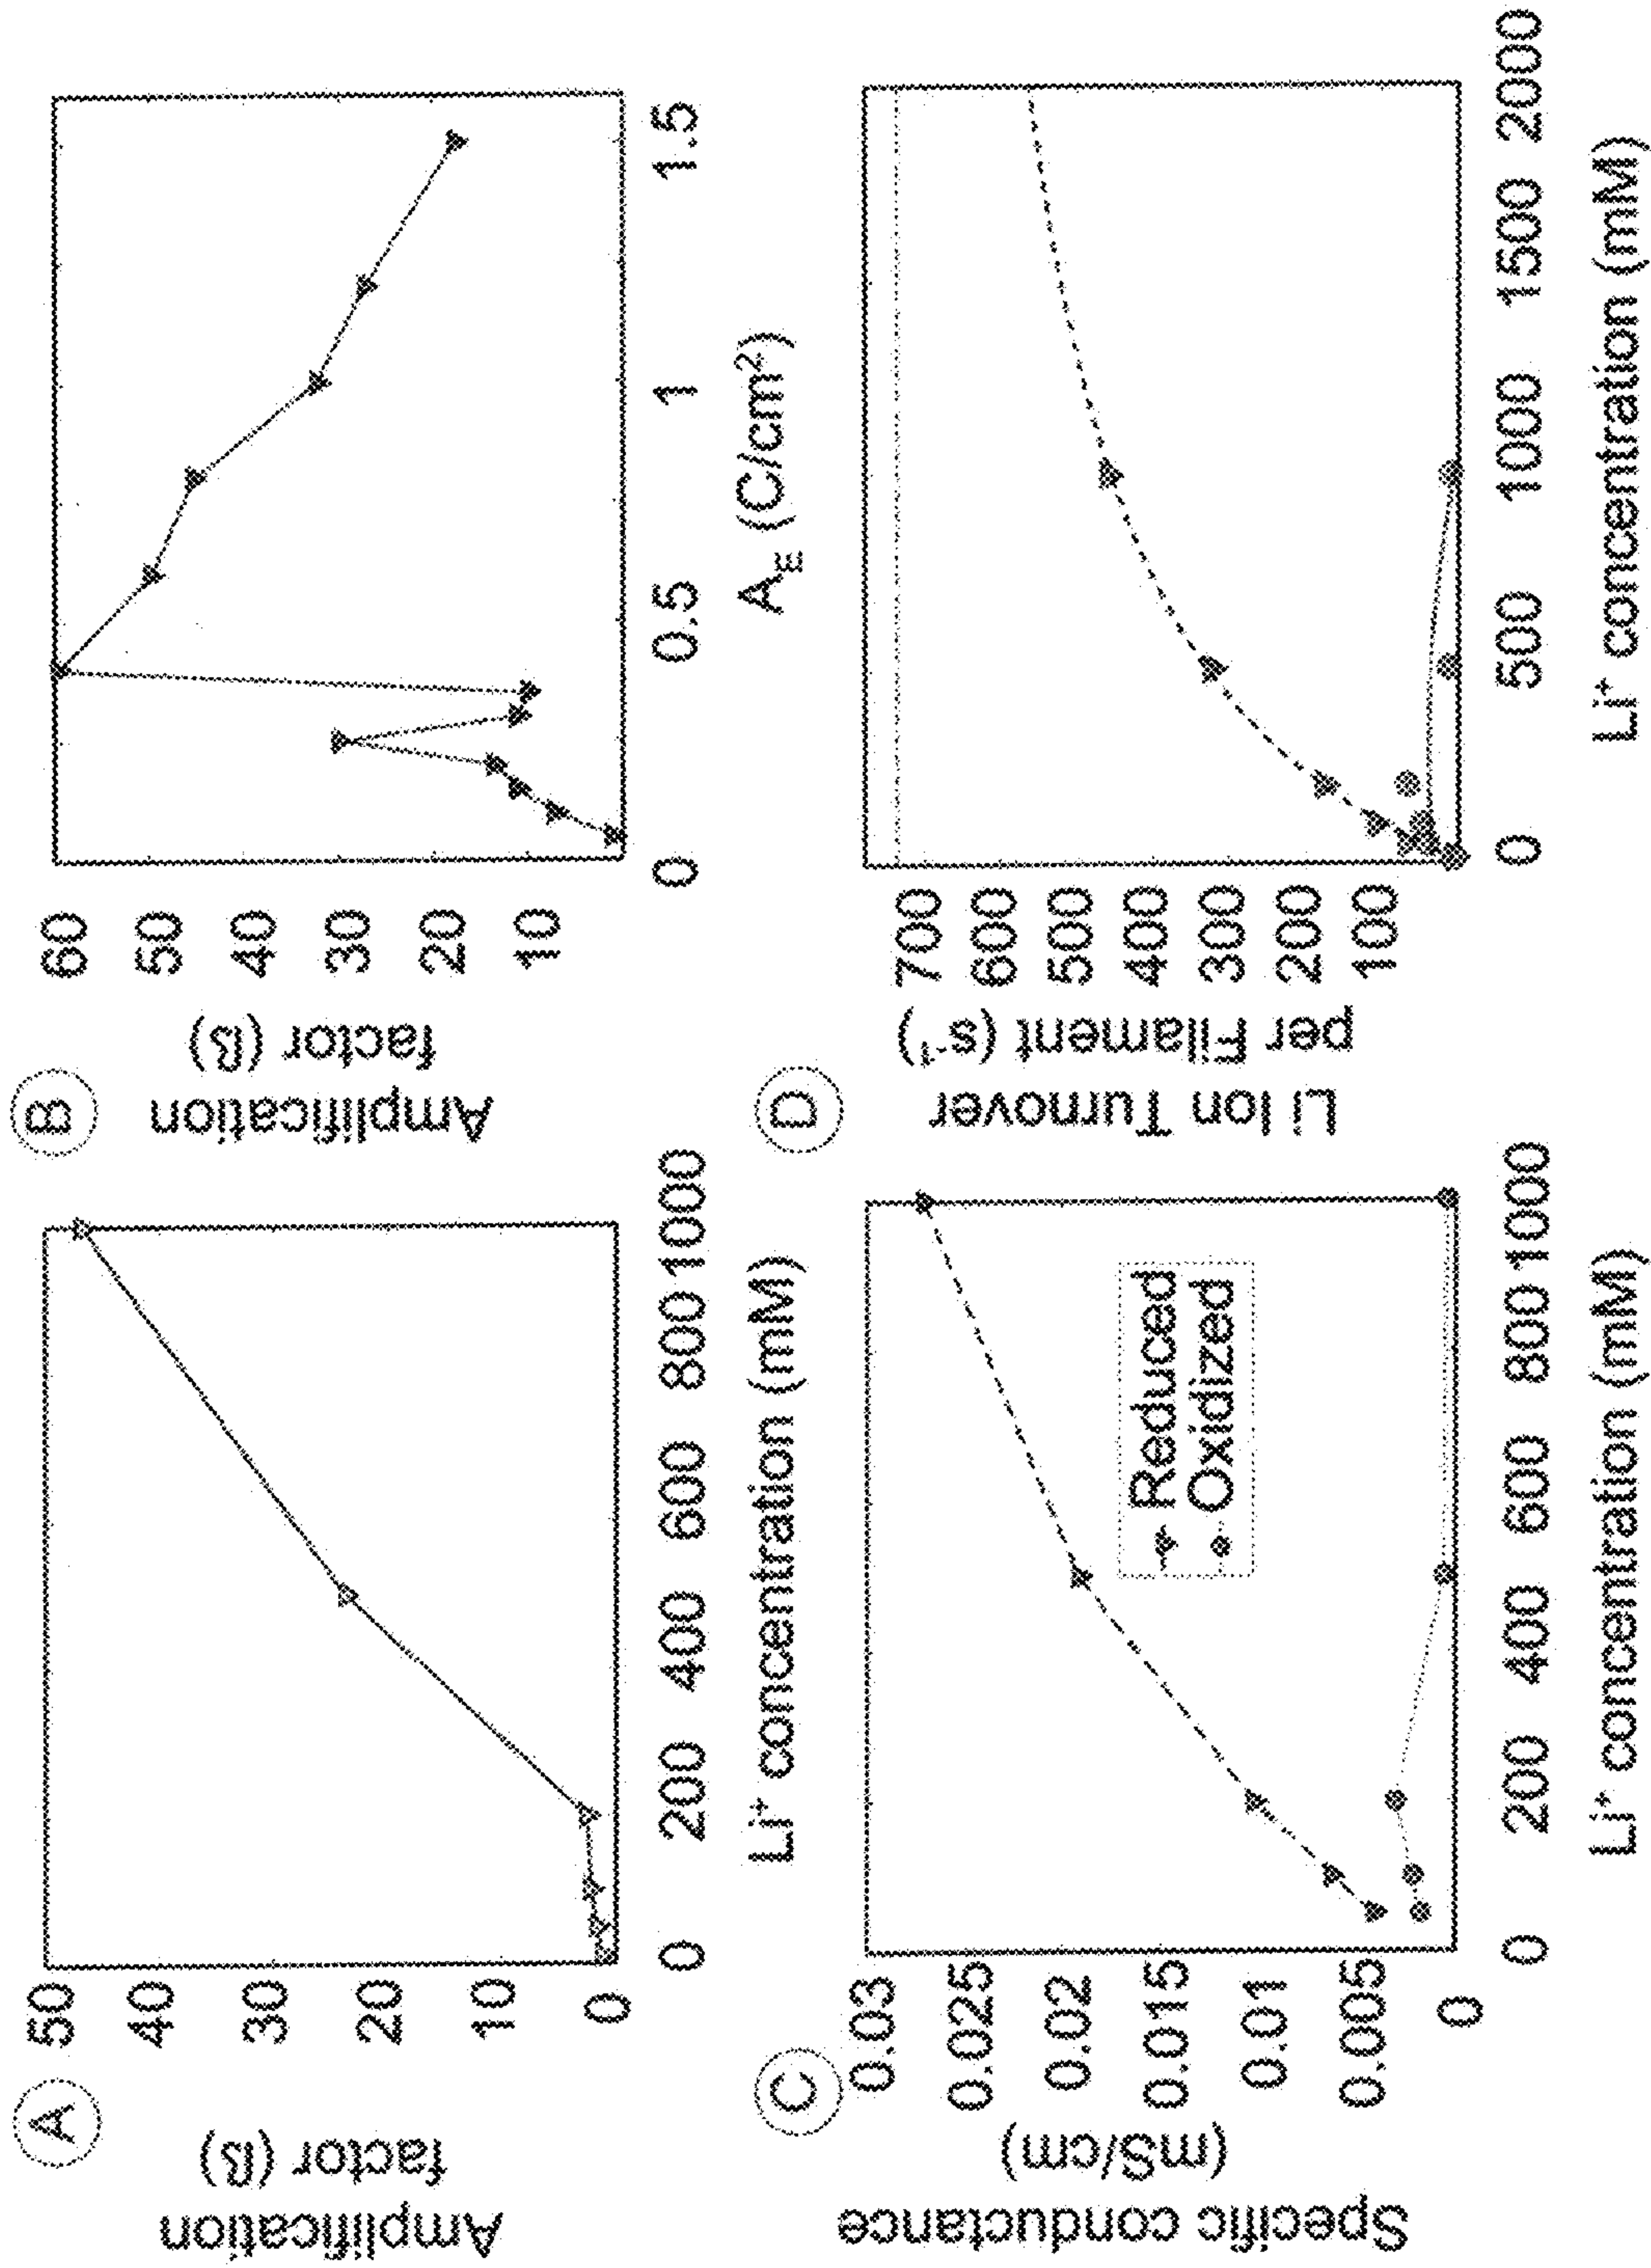 A
Amplification
factor (ß)
50
40
30
20
10
0
0 200 400 600 800 1000
Li⁺ concentration (mM)
B
Amplification
factor (ß)
60
50
40
30
20
10
0 0.5 1 1.5
A_E (C/cm²)
C
Specific conductance
(mS/cm)
0.03
0.025
0.02
0.015
0.01
0.005
0
Reduced
Oxidized
0 200 400 600 800 1000
Li⁺ concentration (mM)
D
Li Ion Turnover
per Filament (s⁻¹)
700
600
500
400
300
200
100
0 500 1000 1500 2000
Li⁺ concentration (mM)